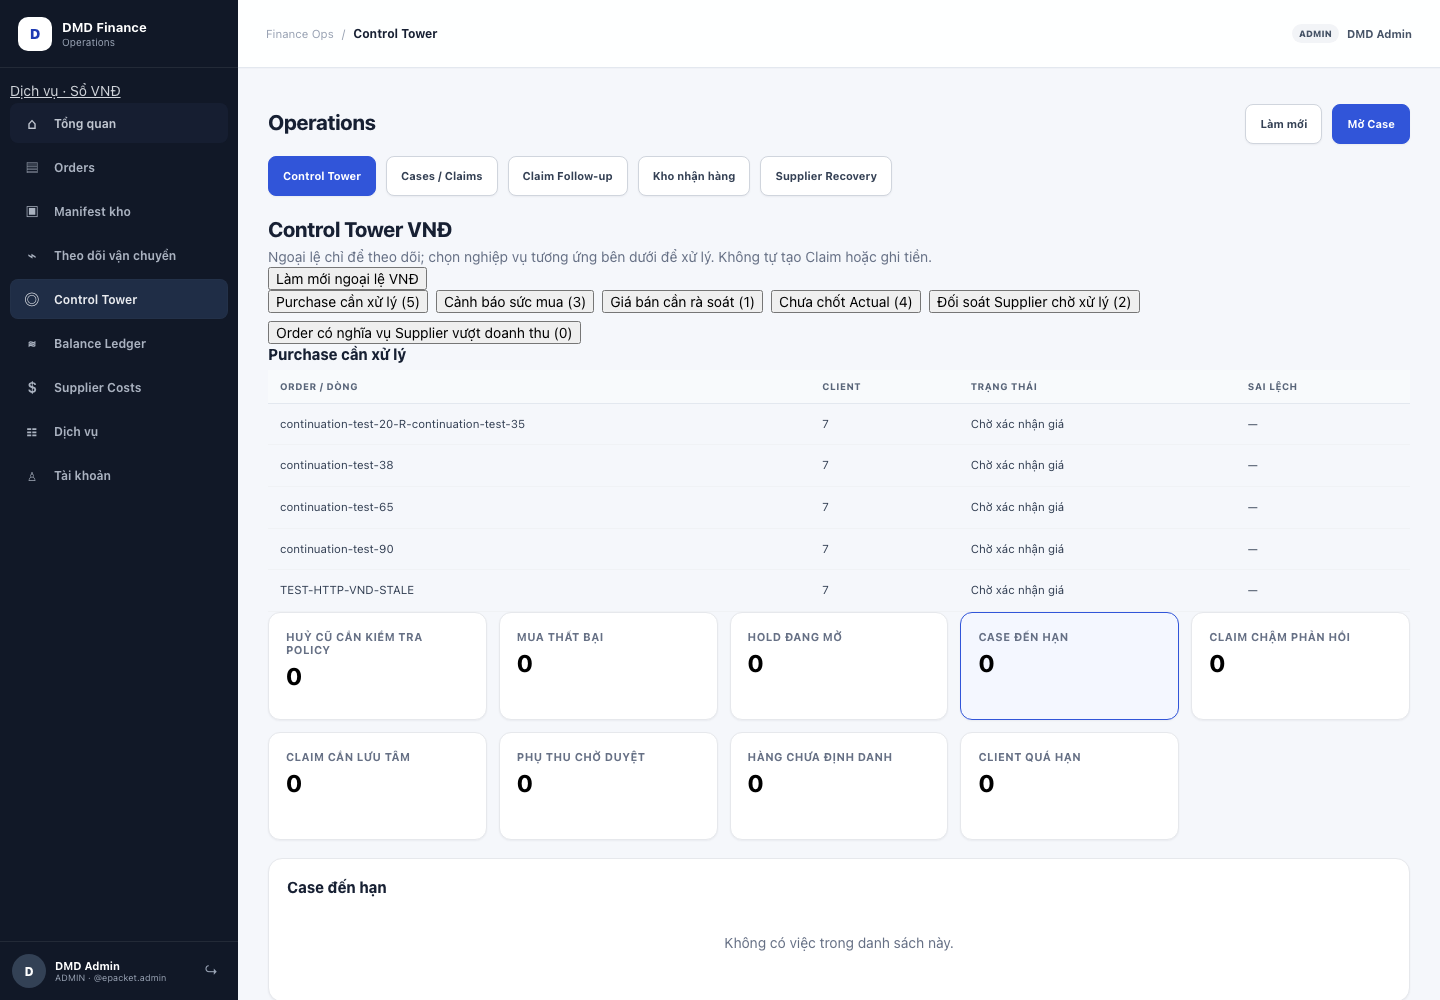 D
DMD Finance
Operations
Dịch vụ · Sổ VNĐ
Tổng quan
Orders
Manifest kho
Theo dõi vận chuyển
Control Tower
Balance Ledger
$ Supplier Costs
Dịch vụ
Tài khoản
D
DMD Admin
ADMIN · @epacket.admin
Finance Ops / Control Tower
ADMIN DMD Admin
Operations
Làm mới
Mở Case
Control Tower
Cases / Claims
Claim Follow-up
Kho nhận hàng
Supplier Recovery
Control Tower VNĐ
Ngoại lệ chỉ để theo dõi; chọn nghiệp vụ tương ứng bên dưới để xử lý. Không tự tạo Claim hoặc ghi tiền.
Làm mới ngoại lệ VNĐ
Purchase cần xử lý (5)
Cảnh báo sức mua (3)
Giá bán cần rà soát (1)
Chưa chốt Actual (4)
Đối soát Supplier chờ xử lý (2)
Order có nghĩa vụ Supplier vượt doanh thu (0)
Purchase cần xử lý
ORDER / DÒNG CLIENT TRẠNG THÁI SAI LỆCH
continuation-test-20-R-continuation-test-35 7 Chờ xác nhận giá —
continuation-test-38 7 Chờ xác nhận giá —
continuation-test-65 7 Chờ xác nhận giá —
continuation-test-90 7 Chờ xác nhận giá —
TEST-HTTP-VND-STALE 7 Chờ xác nhận giá —
HUỶ CŨ CẦN KIỂM TRA
POLICY
0
MUA THẤT BẠI
0
HOLD ĐANG MỞ
0
CASE ĐẾN HẠN
0
CLAIM CHẬM PHẢN HỒI
0
CLAIM CẦN LƯU TÂM
0
PHỤ THU CHỜ DUYỆT
0
HÀNG CHƯA ĐỊNH DANH
0
CLIENT QUÁ HẠN
0
Case đến hạn
Không có việc trong danh sách này.